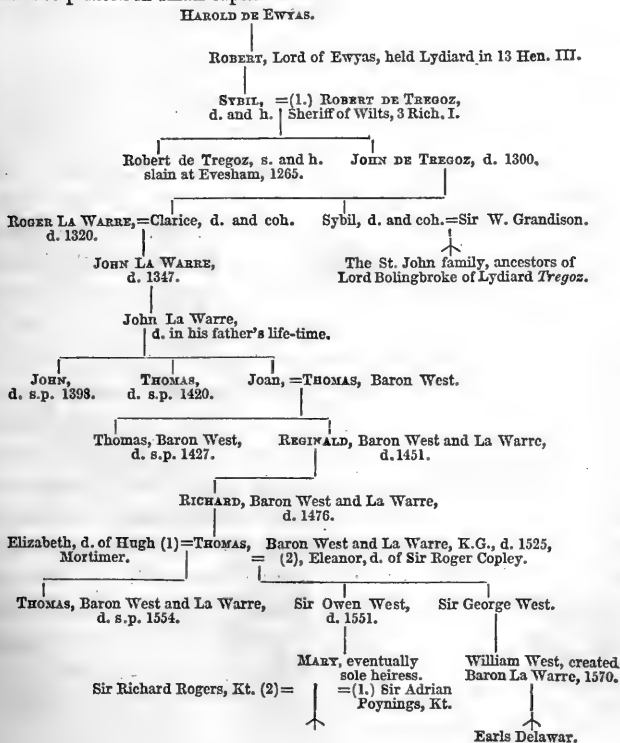 HAROLD DE EWYAS.
ROBERT, Lord of Ewyas, held Lydiard in 13 Hen. III.
SYBIL, =(1.) ROBERT DE TREGOZ,
d. and h. Sheriff of Wilts, 3 Rich. I.
Robert de Tregoz, s. and h. JOHN DE TREGOZ, d. 1300.
slain at Evesham, 1265.
ROGER LA WARRE,=Clarice, d. and coh. Sybil, d. and coh.=Sir W. Grandison.
d. 1320.
JOHN LA WARRE, The St. John family, ancestors of
d. 1347. Lord Bolingbroke of Lydiard Tregoz.
John La Warre,
d. in his father's life-time.
JOHN, THOMAS, Joan, =THOMAS, Baron West.
d. s.p. 1398. d. s.p. 1420.
Thomas, Baron West, REGINALD, Baron West and La Warre,
d. s.p. 1427. d.1451.
RICHARD, Baron West and La Warre,
d. 1476.
Elizabeth, d. of Hugh (1)=THOMAS, Baron West and La Warre, K.G., d. 1525,
Mortimer. = (2), Eleanor, d. of Sir Roger Copley.
THOMAS, Baron West and La Warre, Sir Owen West, Sir George West.
d. s.p. 1554. d. 1551.
MARY, eventually William West, created
sole heiress. Baron La Warre, 1570.
Sir Richard Rogers, Kt. (2)= =(1.) Sir Adrian
Poynings, Kt.
Earls Delawar.